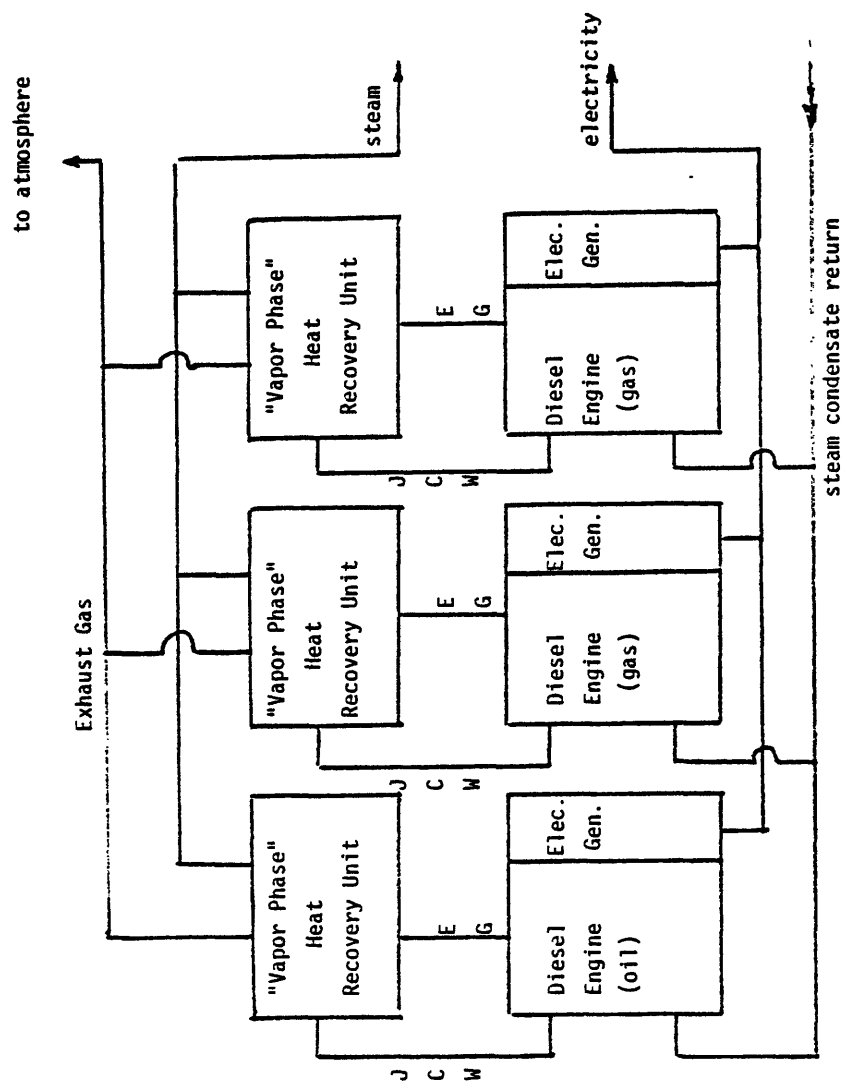 to atmosphere
Exhaust Gas
steam
"Vapor Phase"
Heat
Recovery Unit
"Vapor Phase"
Heat
Recovery Unit
"Vapor Phase"
Heat
Recovery Unit
J
C
W
E
G
J
C
W
E
G
J
C
W
E
G
electricity
Diesel
Engine
(oil)
Elec.
Gen.
Diesel
Engine
(gas)
Elec.
Gen.
Diesel
Engine
(gas)
Elec.
Gen.
steam condensate return